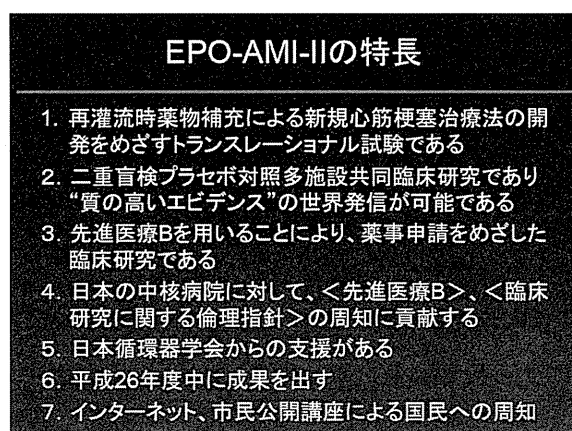 EPO-AMI-IIの特長
1. 再灌流時薬物補充による新規心筋梗塞治療法の開
発をめざすトランスレーショナル試験である
2. 二重盲検プラセボ対照多施設共同臨床研究であり
“質の高いエビデンス”の世界発信が可能である
3. 先進医療Bを用いることにより、薬事申請をめざした
臨床研究である
4. 日本の中核病院に対して、＜先進医療B＞、＜臨床
研究に関する倫理指針＞の周知に貢献する
5. 日本循環器学会からの支援がある
6. 平成26年度中に成果を出す
7. インターネット、市民公開講座による国民への周知